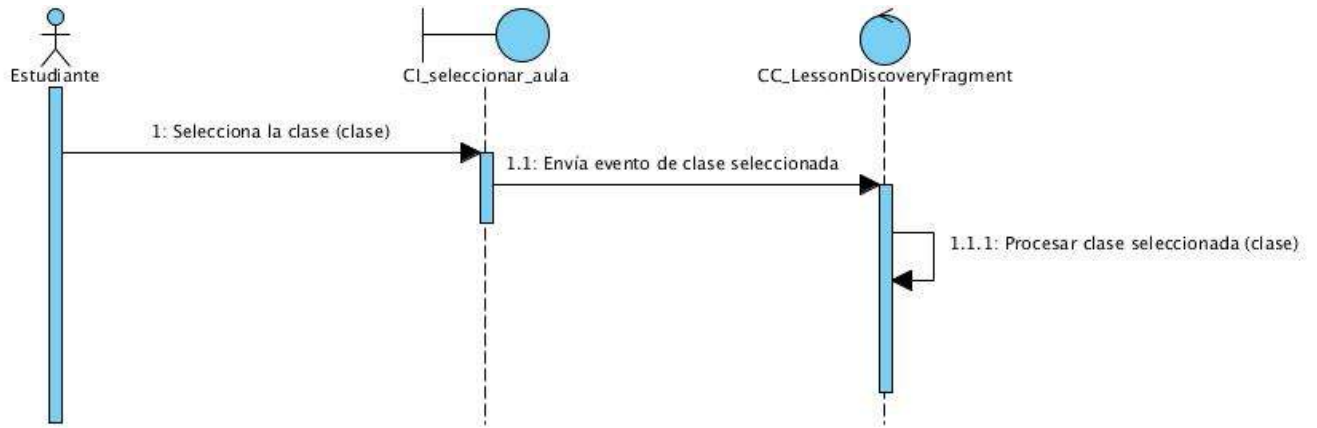 Estudiante
CI_seleccionar_aula
CC_LessonDiscoveryFragment
1: Selecciona la clase (clase)
1.1: Envía evento de clase seleccionada
1.1.1: Procesar clase seleccionada (clase)